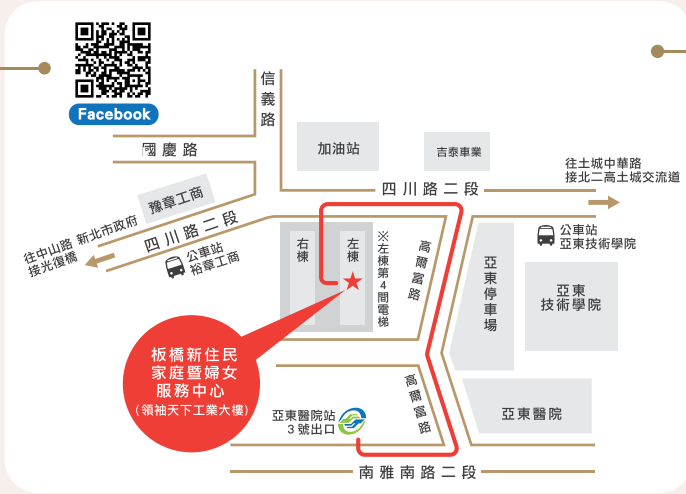 Facebook
信義路
國慶路
加油站
吉泰車業
往土城中華路
接北二高土城交流道
四川路二段
豫章工商
往中山路 新北市政府
接光復橋
四川路二段
公車站
裕章工商
右棟
左棟
※左棟第4間電梯
高爾富路
公車站
亞東技術學院
亞東停車場
亞東
技術學院
板橋新住民
家庭暨婦女
服務中心
(領袖天下工業大樓)
高爾富路
亞東醫院站
3號出口
亞東醫院
南雅南路二段